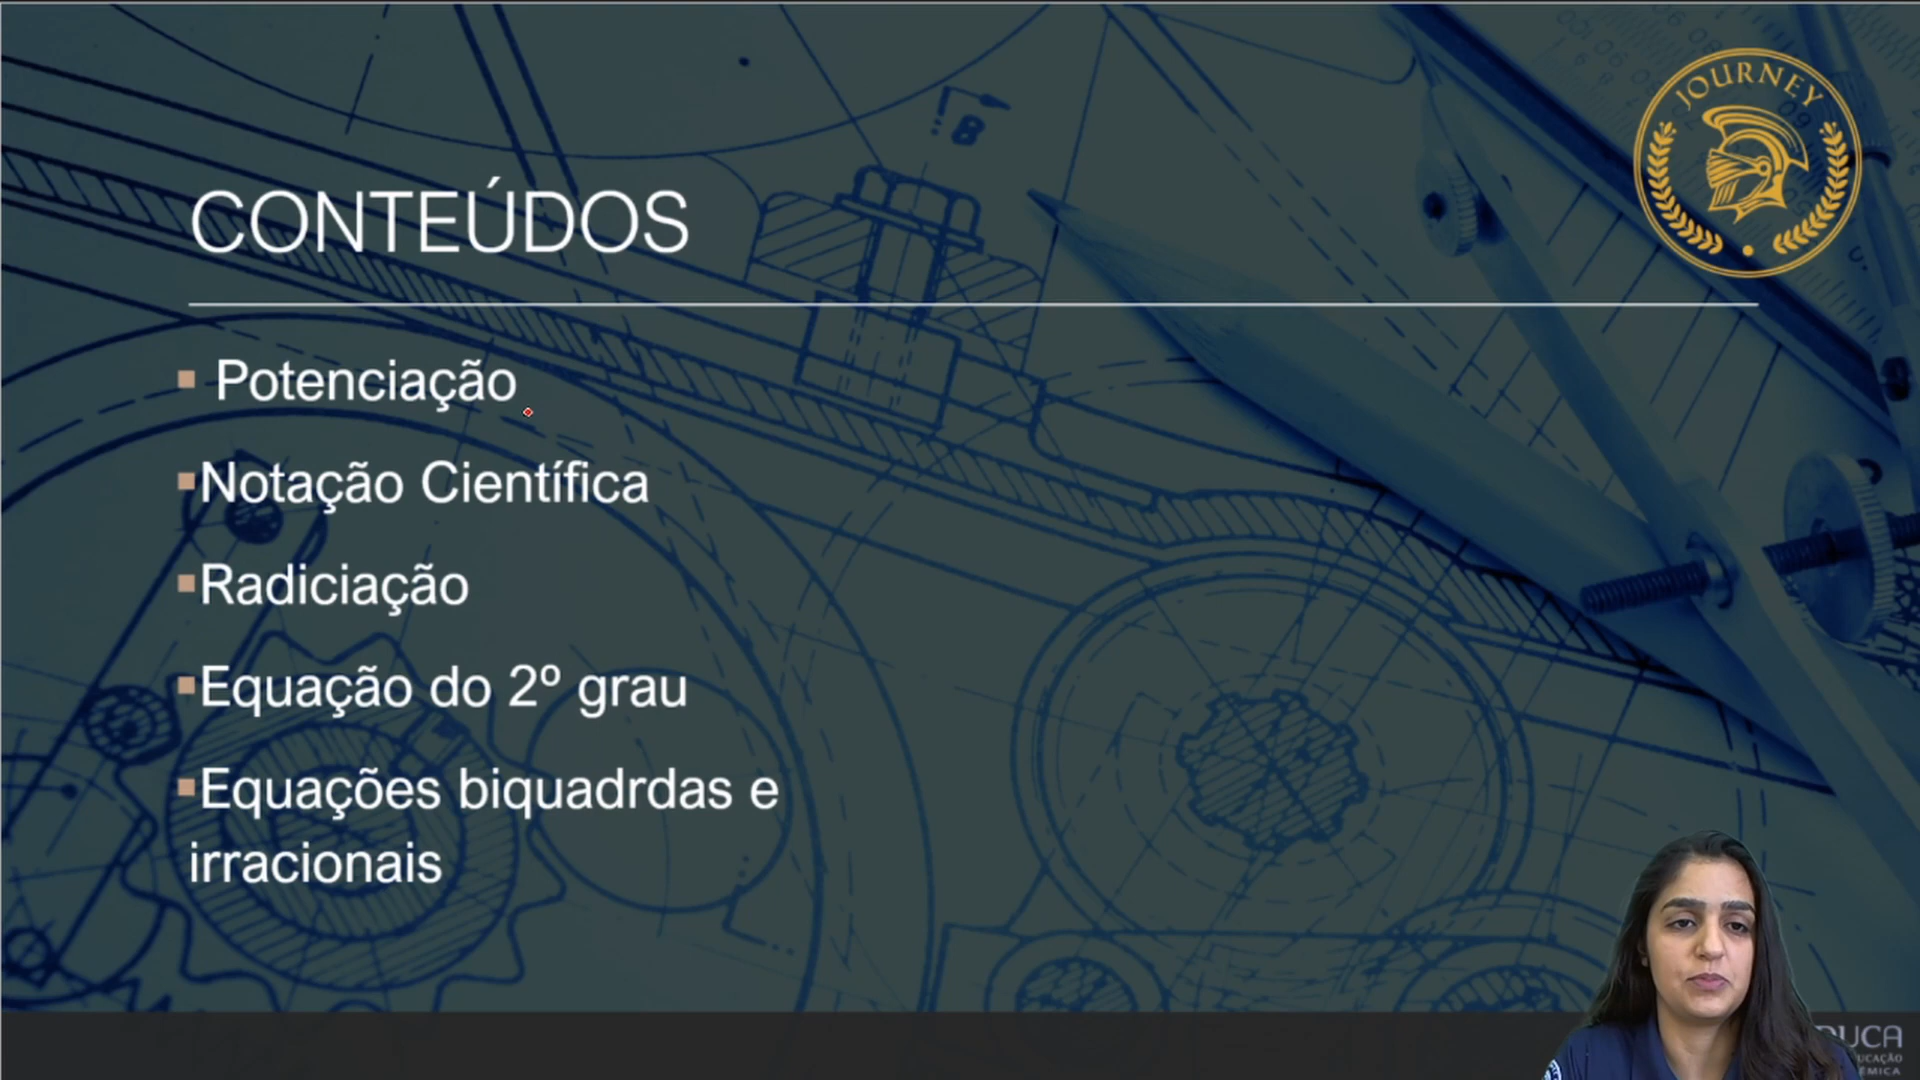 JOURNEY
B
CONTEÚDOS
Potenciação
Notação Científica
Radiciação
Equação do 2º grau
Equações biquadrdas e
irracionais